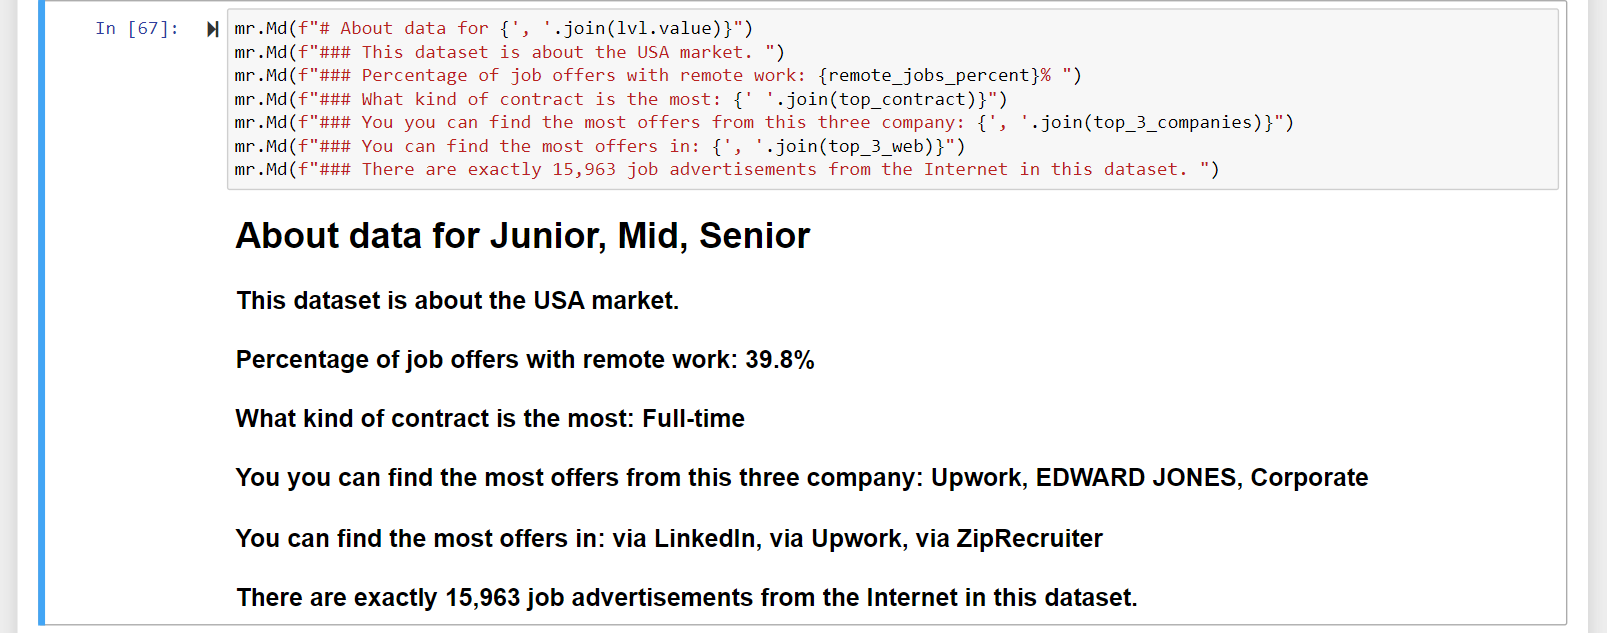 In [67]:
mr.Md(f"# About data for {', '.join(lvl.value)}")
mr.Md(f"### This dataset is about the USA market. ")
mr.Md(f"### Percentage of job offers with remote work: {remote_jobs_percent}% ")
mr.Md(f"### What kind of contract is the most: {' '.join(top_contract)}")
mr.Md(f"### You you can find the most offers from this three company: {', '.join(top_3_companies)}")
mr.Md(f"### You can find the most offers in: {', '.join(top_3_web)}")
mr.Md(f"### There are exactly 15,963 job advertisements from the Internet in this dataset. ")
About data for Junior, Mid, Senior
This dataset is about the USA market.
Percentage of job offers with remote work: 39.8%
What kind of contract is the most: Full-time
You you can find the most offers from this three company: Upwork, EDWARD JONES, Corporate
You can find the most offers in: via LinkedIn, via Upwork, via ZipRecruiter
There are exactly 15,963 job advertisements from the Internet in this dataset.